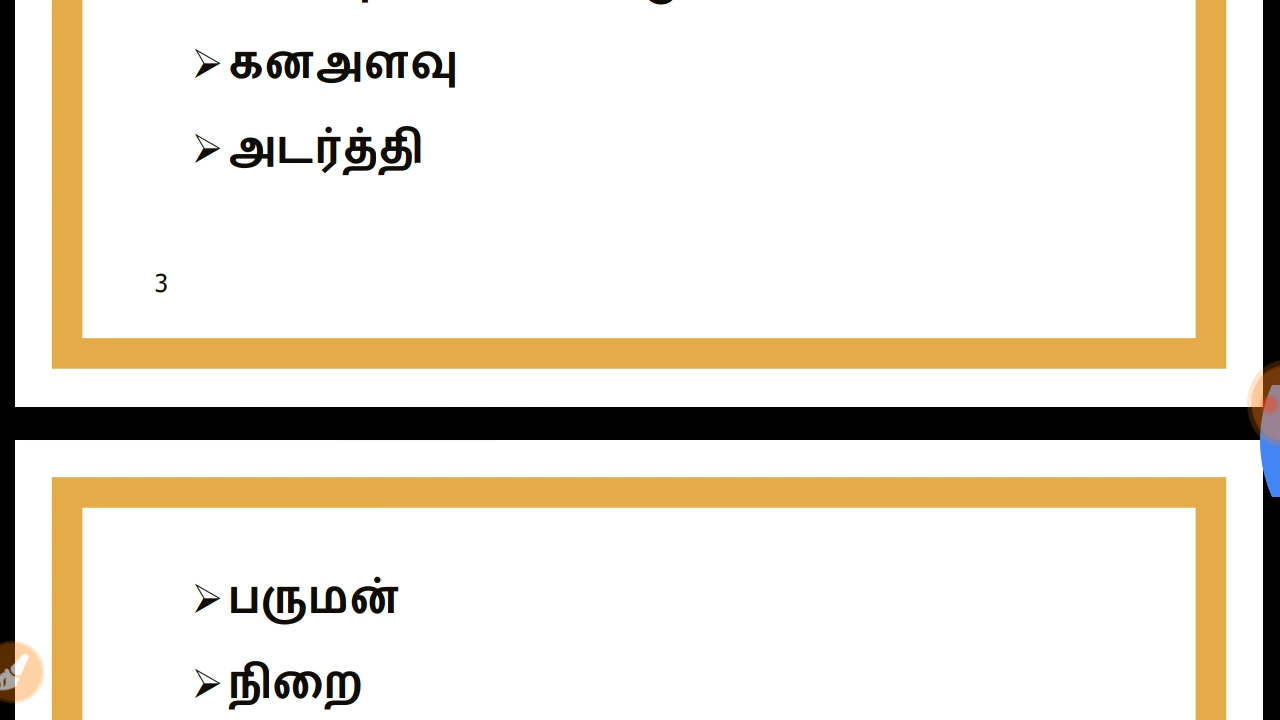 ➢ கனஅளவு
➢ அடர்த்தி
3
➢ பருமன்
➢ நிறை